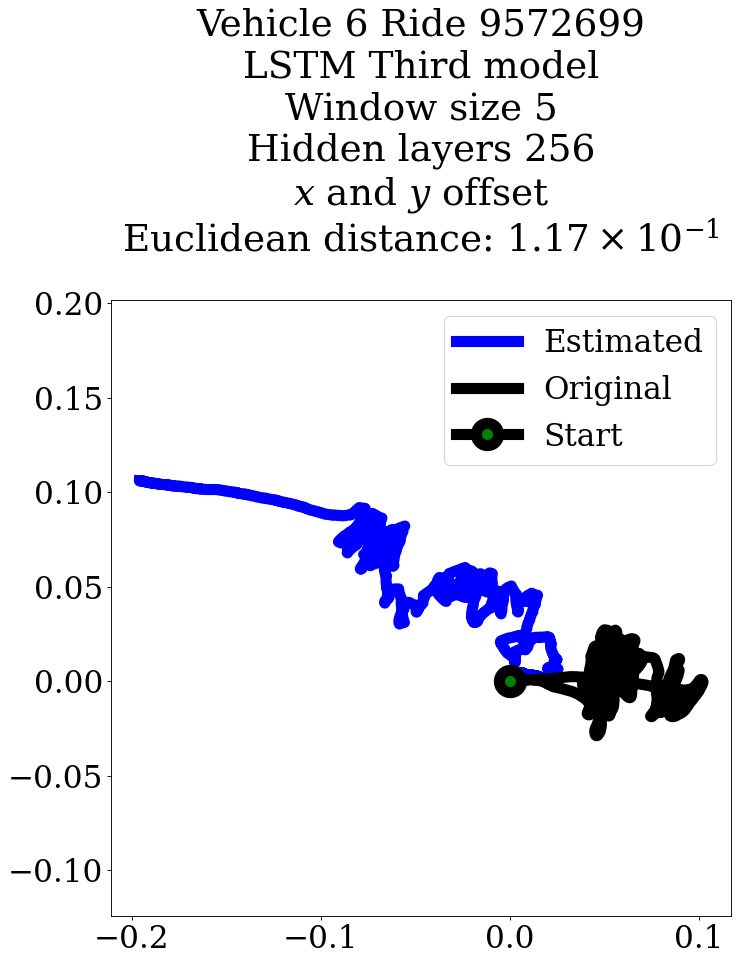 Vehicle 6 Ride 9572699
LSTM Third model
Window size 5
Hidden layers 256
x and y offset
Euclidean distance: 1.17 × 10⁻¹
0.20
0.15
0.10
0.05
0.00
−0.05
−0.10
Estimated
Original
Start
−0.2 −0.1 0.0 0.1